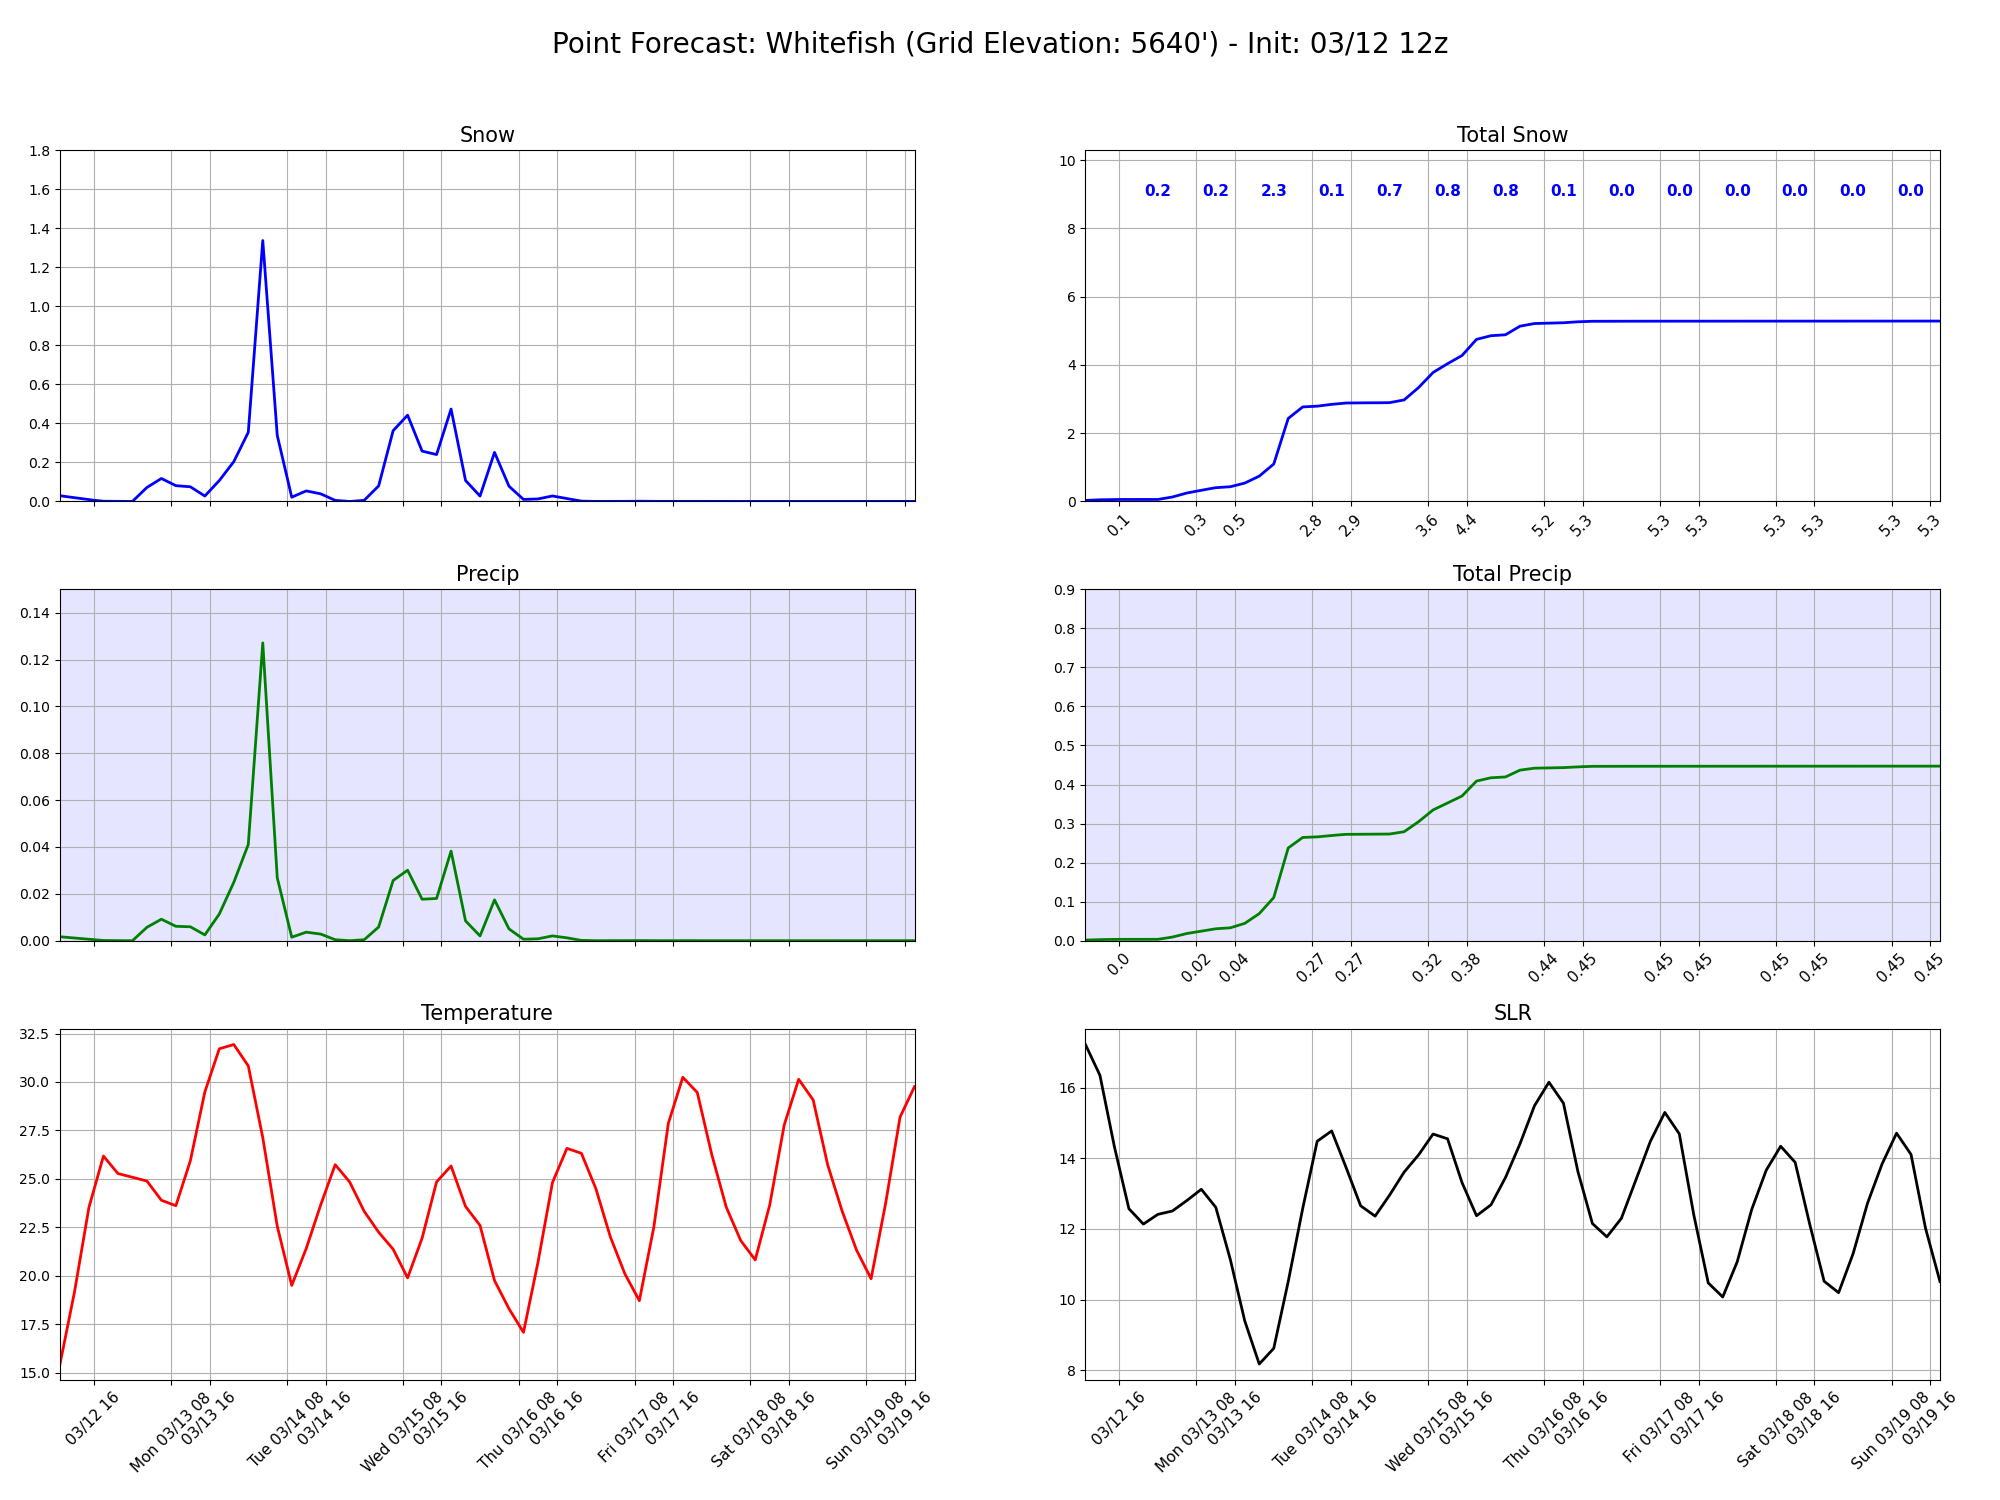 Point Forecast: Whitefish (Grid Elevation: 5640') - Init: 03/12 12z
Snow
1.8
1.6
1.4
1.2
1.0
0.8
0.6
0.4
0.2
0.0
Total Snow
10
8
6
4
2
0
0.2 0.2 2.3 0.1 0.7 0.8 0.8 0.1 0.0 0.0 0.0 0.0 0.0 0.0
0.1 0.3 0.5 2.8 2.9 3.6 4.4 5.2 5.3 5.3 5.3 5.3 5.3 5.3 5.3
Precip
0.14
0.12
0.10
0.08
0.06
0.04
0.02
0.00
Total Precip
0.9
0.8
0.7
0.6
0.5
0.4
0.3
0.2
0.1
0.0
0.0 0.02 0.04 0.27 0.27 0.32 0.38 0.44 0.45 0.45 0.45 0.45 0.45 0.45 0.45
Temperature
32.5
30.0
27.5
25.0
22.5
20.0
17.5
15.0
03/12 16
Mon 03/13 08
03/13 16
Tue 03/14 08
03/14 16
Wed 03/15 08
03/15 16
Thu 03/16 08
03/16 16
Fri 03/17 08
03/17 16
Sat 03/18 08
03/18 16
Sun 03/19 08
03/19 16
SLR
16
14
12
10
8
03/12 16
Mon 03/13 08
03/13 16
Tue 03/14 08
03/14 16
Wed 03/15 08
03/15 16
Thu 03/16 08
03/16 16
Fri 03/17 08
03/17 16
Sat 03/18 08
03/18 16
Sun 03/19 08
03/19 16